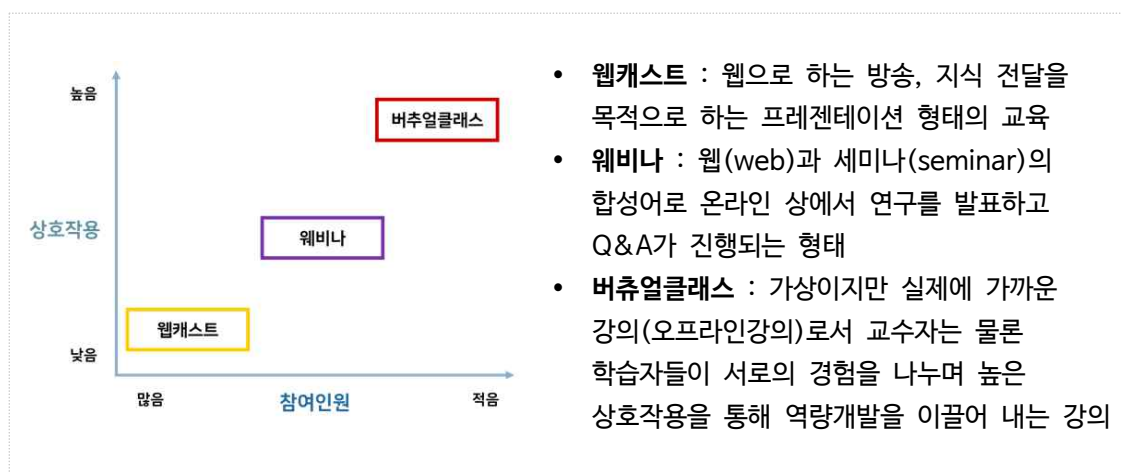 높음
버추얼클래스
상호작용
웨비나
웹캐스트
낮음
많음
참여인원
적음
• 웹캐스트 : 웹으로 하는 방송, 지식 전달을
목적으로 하는 프레젠테이션 형태의 교육
• 웨비나 : 웹(web)과 세미나(seminar)의
합성어로 온라인 상에서 연구를 발표하고
Q&A가 진행되는 형태
• 버츄얼클래스 : 가상이지만 실제에 가까운
강의(오프라인강의)로서 교수자는 물론
학습자들이 서로의 경험을 나누며 높은
상호작용을 통해 역량개발을 이끌어 내는 강의